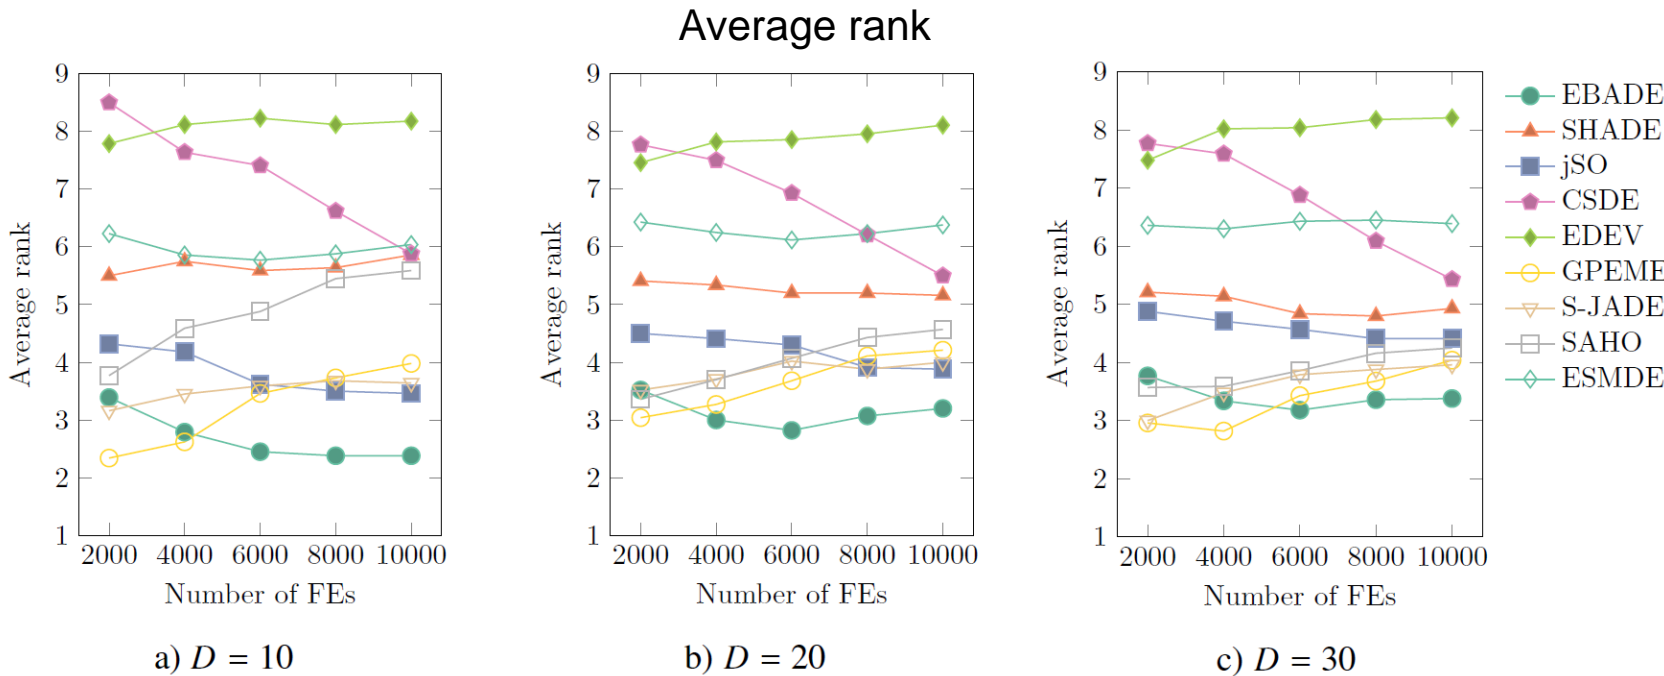 Average rank
9
8
7
6
5
4
3
2
1
Average rank
2000 4000 6000 8000 10000
Number of FEs
a) D = 10
9
8
7
6
5
4
3
2
1
Average rank
2000 4000 6000 8000 10000
Number of FEs
b) D = 20
9
8
7
6
5
4
3
2
1
Average rank
2000 4000 6000 8000 10000
Number of FEs
c) D = 30
EBADE
SHADE
jSO
CSDE
EDEV
GPEME
S-JADE
SAHO
ESMDE